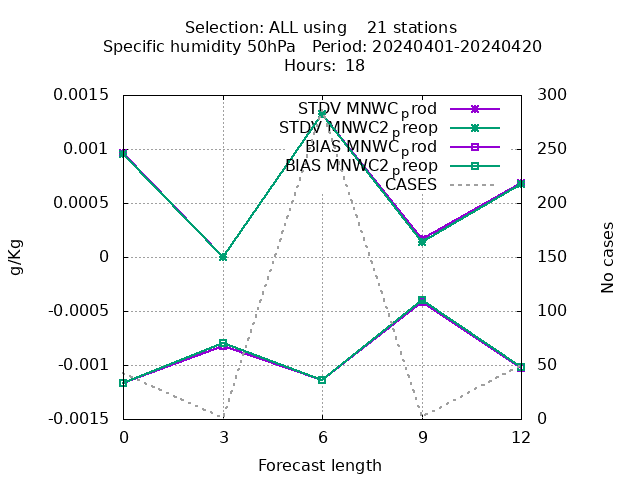 Selection: ALL using    21 stations
Specific humidity 50hPa   Period: 20240401-20240420
Hours: 18
STDV MNWC_prod
STDV MNWC2_preop
BIAS MNWC_prod
BIAS MNWC2_preop
CASES
0.0015
0.001
0.0005
0
-0.0005
-0.001
-0.0015
300
250
200
150
100
50
0
0 3 6 9 12
g/Kg
No cases
Forecast length